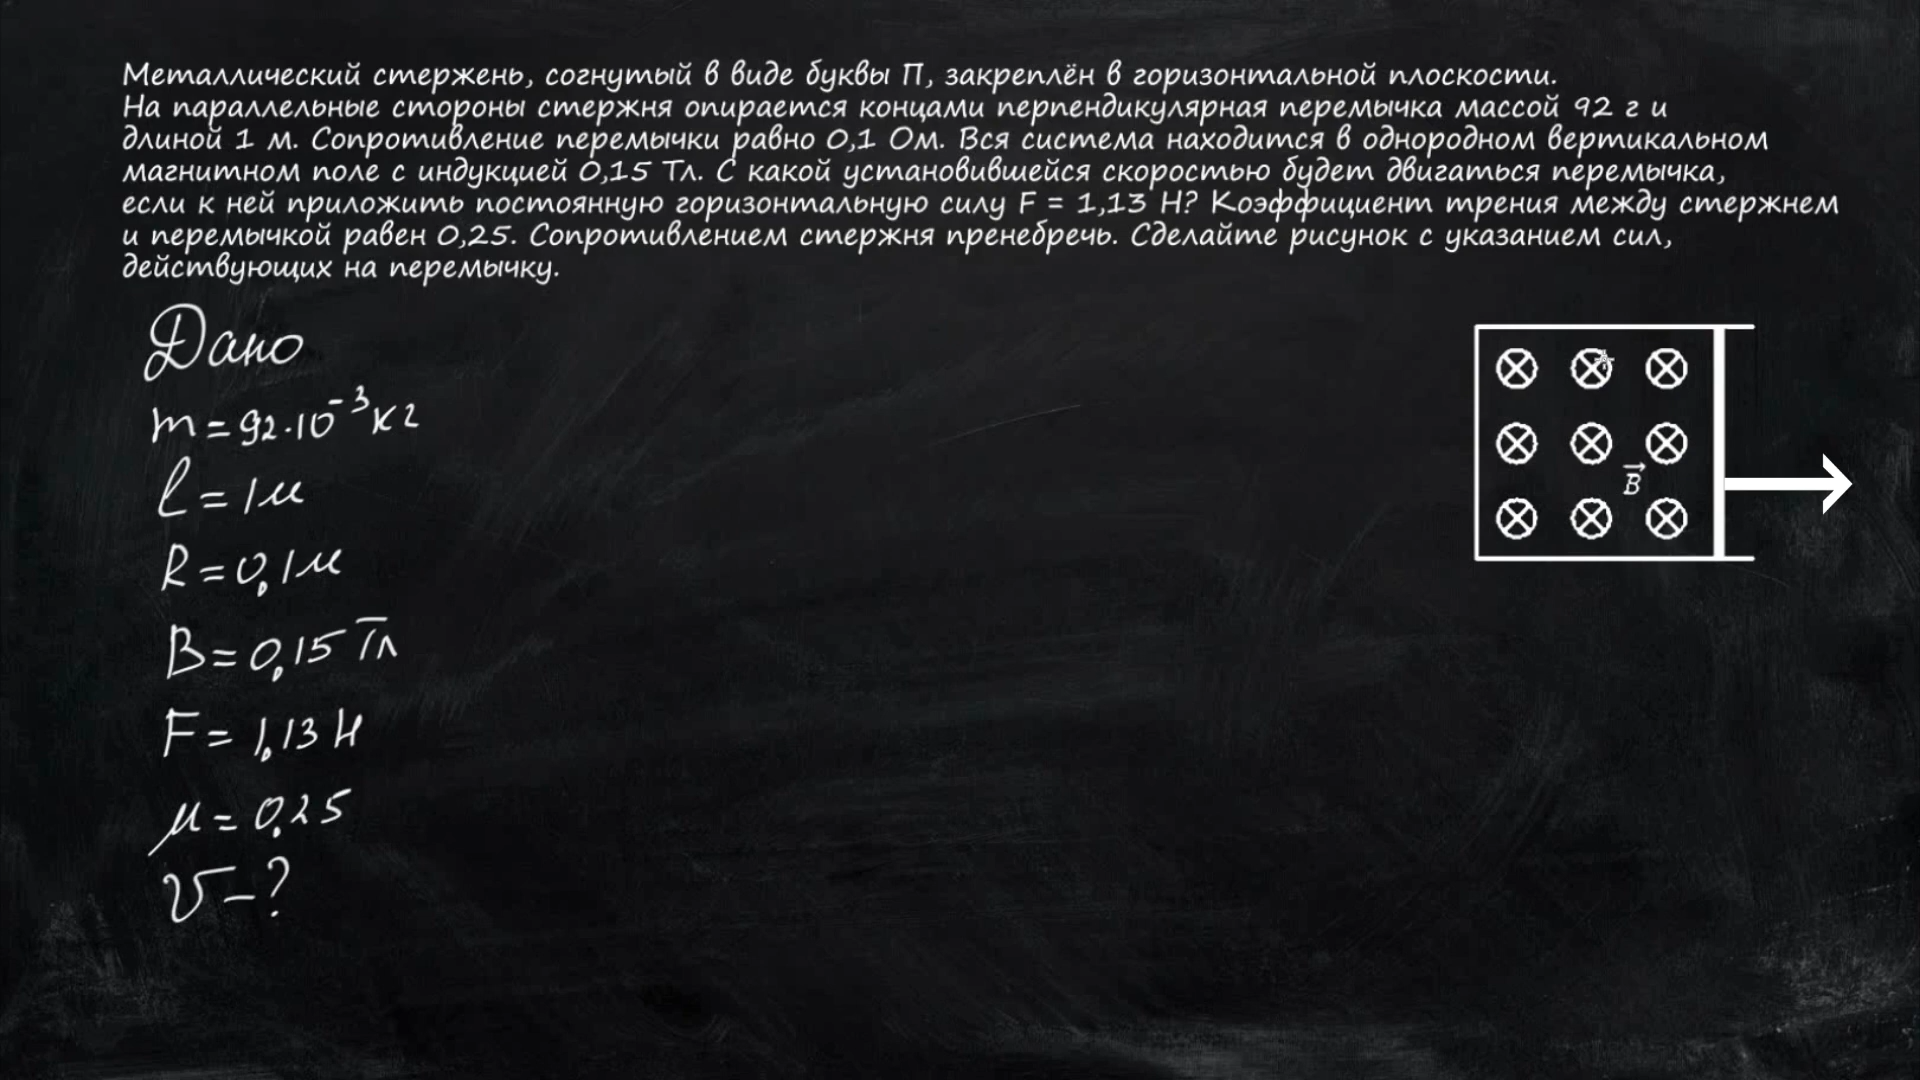 Металлический стержень, согнутый в виде буквы П, закреплён в горизонтальной плоскости.
На параллельные стороны стержня опирается концами перпендикулярная перемычка массой 92 г и
длиной 1 м. Сопротивление перемычки равно 0,1 Ом. Вся система находится в однородном вертикальном
магнитном поле с индукцией 0,15 Тл. С какой установившейся скоростью будет двигаться перемычка,
если к ней приложить постоянную горизонтальную силу F = 1,13 Н? Коэффициент трения между стержнем
и перемычкой равен 0,25. Сопротивлением стержня пренебречь. Сделайте рисунок с указанием сил,
действующих на перемычку.
Дано
m=92·10⁻³кг
l=1м
R=0,1м
B=0,15 Тл
F=1,13 Н
μ=0,25
v-?
B⃗